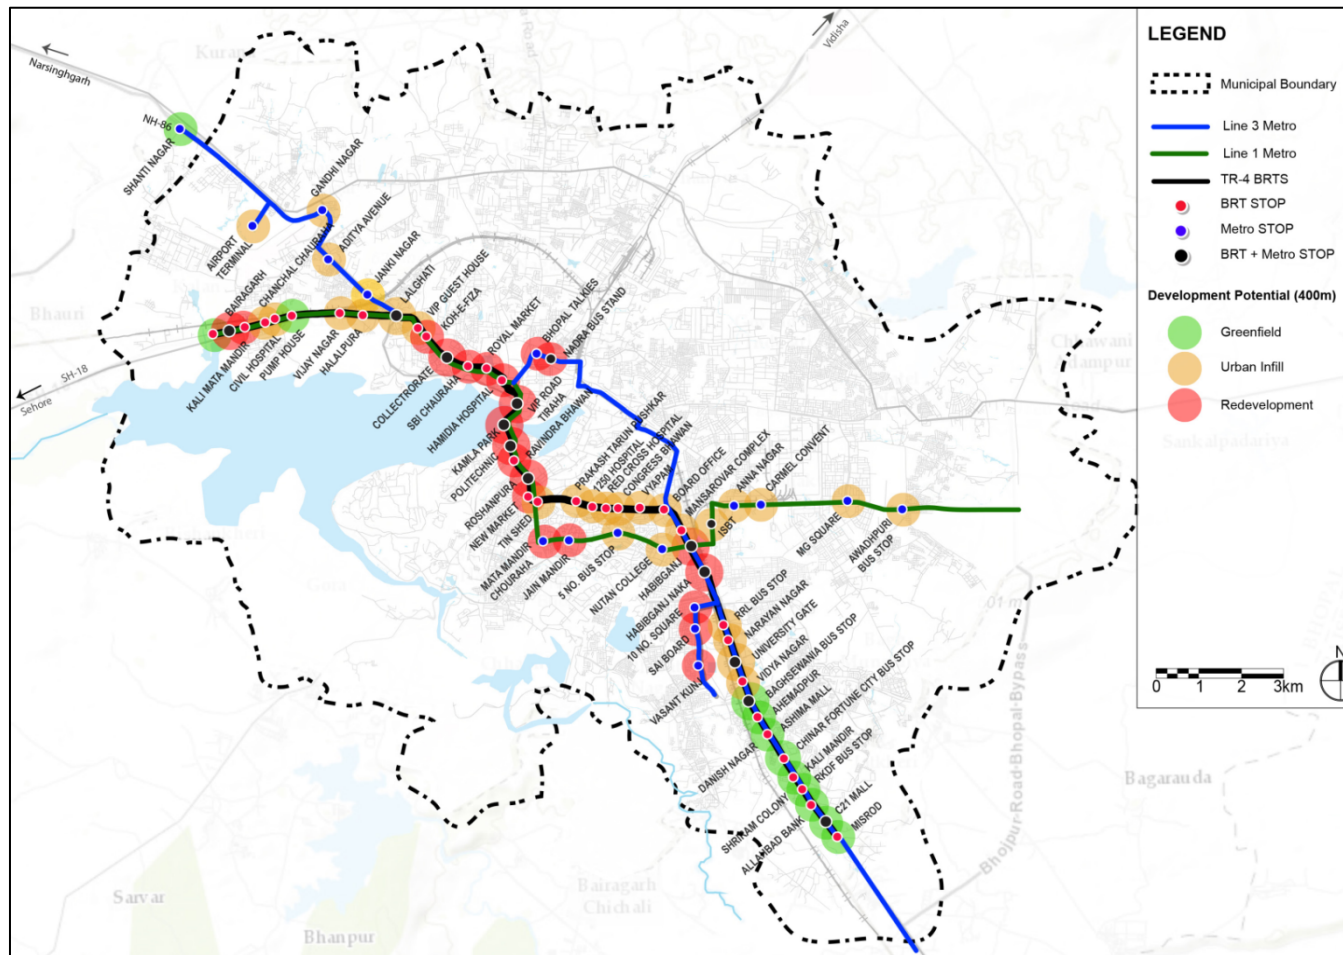 LEGEND
Municipal Boundary
Line 3 Metro
Line 1 Metro
TR-4 BRTS
BRT STOP
Metro STOP
BRT + Metro STOP
Development Potential (400m)
Greenfield
Urban Infill
Redevelopment
0 1 2 3km
N
Narsinghgarh
Vidisha
NH-86
SHANTI NAGAR
GANDHI NAGAR
AIRPORT
TERMINAL
ADITYA AVENUE
CHANCHAL CHAURAHA
JANKI NAGAR
BAIRAGARH
LALGHATI
VIP GUEST HOUSE
KOH-E-FIZA
ROYAL MARKET
BHOPAL TALKIES
NADRA BUS STAND
Bhauri
SH-18
Sehore
KALI MATA MANDIR
CIVIL HOSPITAL
PUMP HOUSE
VIJAY NAGAR
HALALPURA
COLLECTRORATE
SBI CHAURAHA
HAMIDIA HOSPITAL
VIP ROAD
TIRAHA
RAVINDRA BHAWAN
KAMLA PARK
POLITECHNIC
ROSHANPURA
NEW MARKET
TIN SHED
PRAKASH TARUN PUSHKAR
1250 HOSPITAL
RED CROSS HOSPITAL
CONGRESS BHAWAN
VYAPAM
BOARD OFFICE
MANSAROVAR COMPLEX
ANNA NAGAR
CARMEL CONVENT
ISBT
MG SQUARE
AWADHPURI
BUS STOP
MATA MANDIR
CHOURAHA
JAIN MANDIR
5 NO. BUS STOP
NUTAN COLLEGE
HABIBGANJ
HABIBGANJ NAKA
10 NO. SQUARE
SAI BOARD
VASANT KUNJ
RRL BUS STOP
NARAYAN NAGAR
UNIVERSITY GATE
VIDYA NAGAR
BAGHSEWANIA BUS STOP
AHEMADPUR
ASHIMA MALL
CHINAR FORTUNE CITY BUS STOP
KALI MANDIR
RKDF BUS STOP
DANISH NAGAR
SHRIRAM COLONY
ALLAHBAD BANK
C21 MALL
MISROD
Sankalpadariya
Bhojpur-Road-Bhopal-Bypass
Bagarauda
Bairagarh
Chichali
Sarvar
Bhanpur